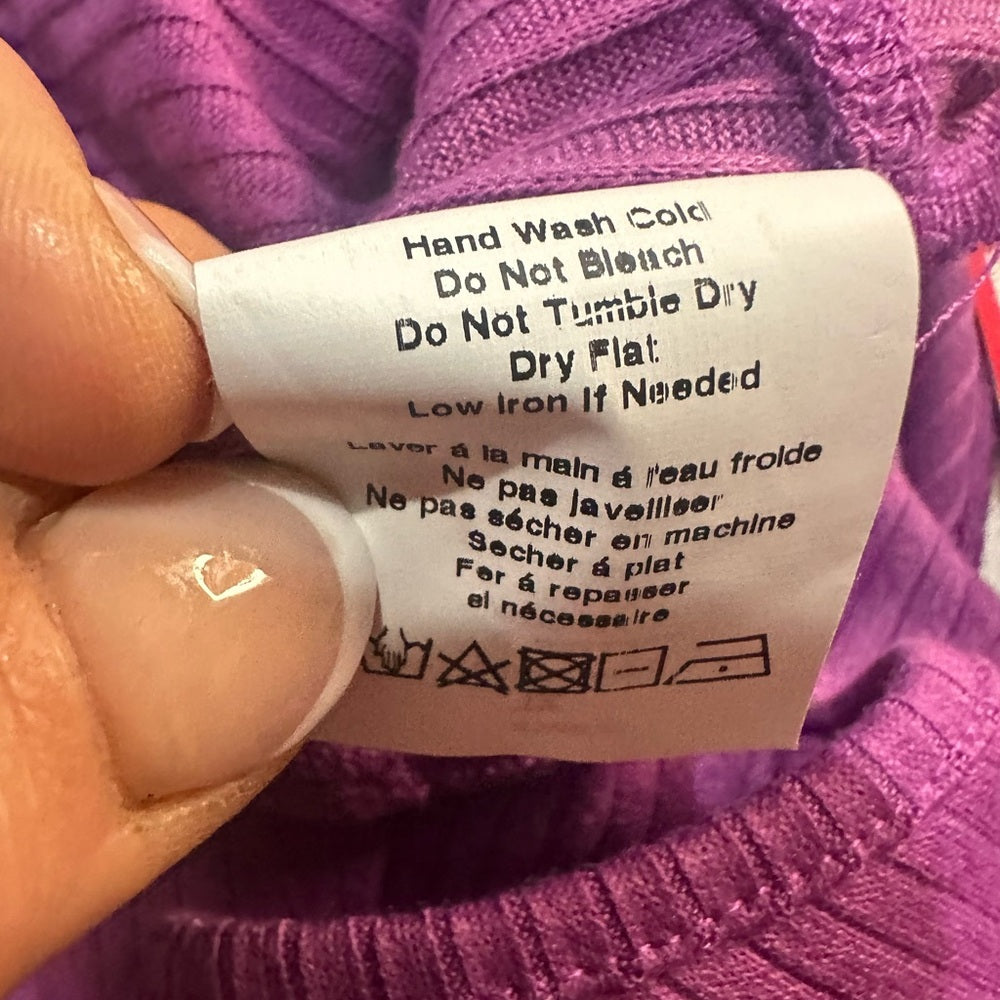 Hand Wash Cold
Do Not Bleach
Do Not Tumble Dry
Dry Flat
Low Iron If Needed
Laver á la main á l'eau froide
Ne pas javelliser
Ne pas sécher en machine
Secher á plat
Fer á repasser
si nécessaire